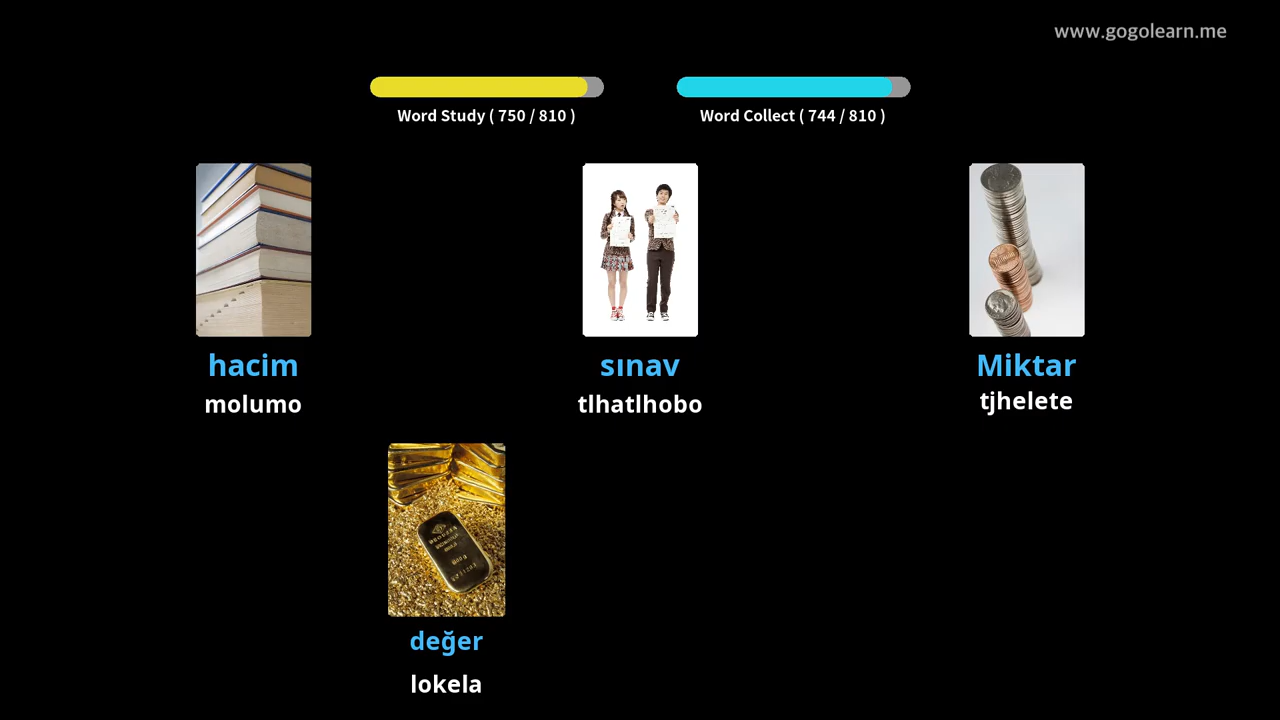 www.gogolearn.me
Word Study ( 750 / 810 )
Word Collect ( 744 / 810 )
hacim
molumo
sınav
tlhatlhobo
Miktar
tjhelete
değer
lokela